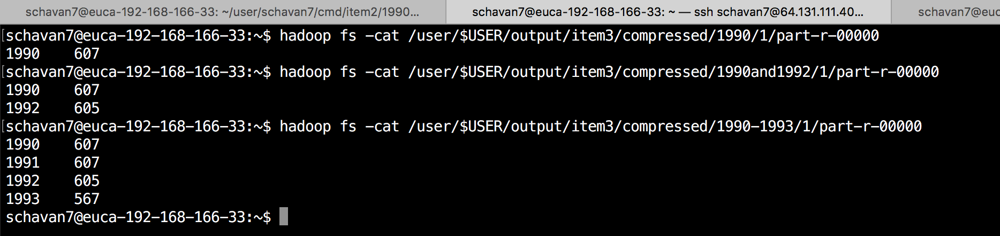 schavan7@euca-192-168-166-33: ~/user/schavan7/cmd/item2/1990...
schavan7@euca-192-168-166-33: ~ — ssh schavan7@64.131.111.40...
schavan7@euc
[schavan7@euca-192-168-166-33:~$ hadoop fs -cat /user/$USER/output/item3/compressed/1990/1/part-r-00000
1990    607
[schavan7@euca-192-168-166-33:~$ hadoop fs -cat /user/$USER/output/item3/compressed/1990and1992/1/part-r-00000
1990    607
1992    605
[schavan7@euca-192-168-166-33:~$ hadoop fs -cat /user/$USER/output/item3/compressed/1990-1993/1/part-r-00000
1990    607
1991    607
1992    605
1993    567
schavan7@euca-192-168-166-33:~$